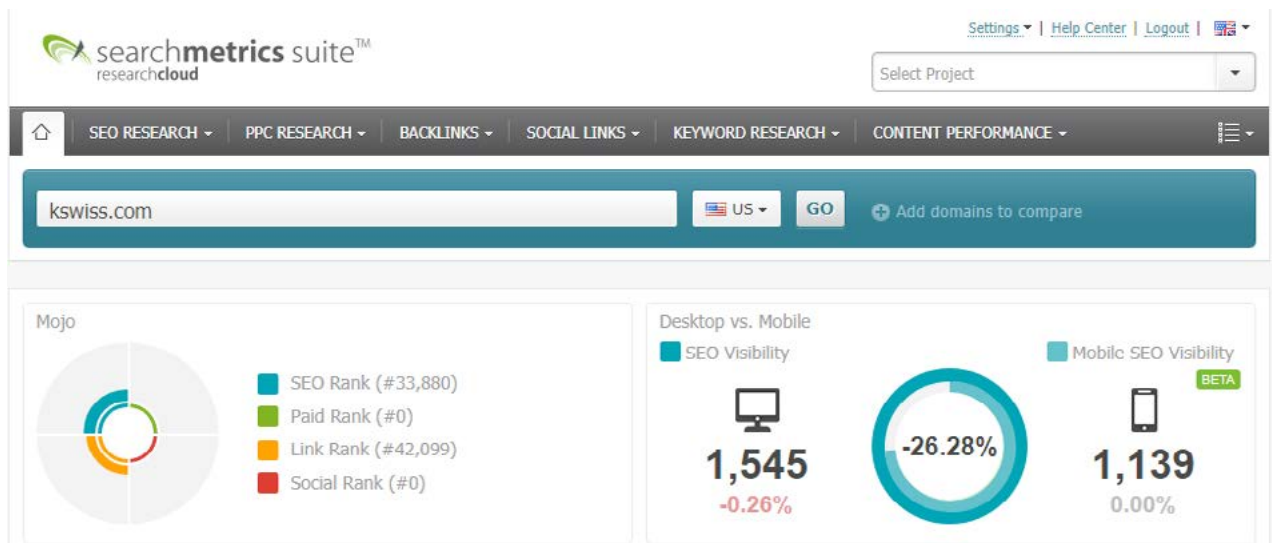 Settings | Help Center | Logout |
searchmetrics suite™
researchcloud
Select Project
SEO RESEARCH PPC RESEARCH BACKLINKS SOCIAL LINKS KEYWORD RESEARCH CONTENT PERFORMANCE
kswiss.com US GO Add domains to compare
Mojo
SEO Rank (#33,880)
Paid Rank (#0)
Link Rank (#42,099)
Social Rank (#0)
Desktop vs. Mobile
SEO Visibility
Mobile SEO Visibility
BETA
1,545
-0.26%
-26.28%
1,139
0.00%